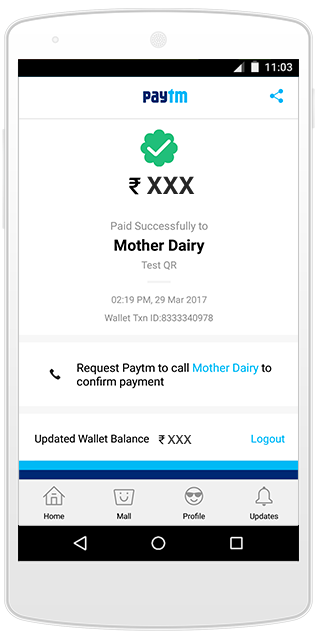 11:03
paytm
₹ XXX
Paid Successfully to
Mother Dairy
Test QR
02:19 PM, 29 Mar 2017
Wallet Txn ID:8333340978
Request Paytm to call Mother Dairy to
confirm payment
Updated Wallet Balance ₹ XXX Logout
Home Mall Profile Updates